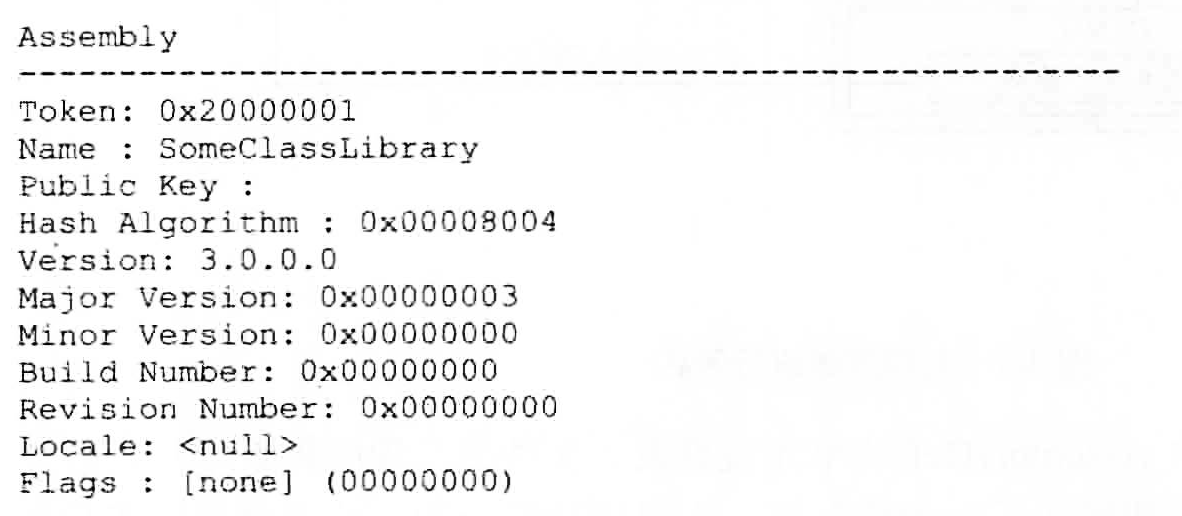 Assembly
-------------------------------------------------------
Token: 0x20000001
Name : SomeClassLibrary
Public Key :
Hash Algorithm : 0x00008004
Version: 3.0.0.0
Major Version: 0x00000003
Minor Version: 0x00000000
Build Number: 0x00000000
Revision Number: 0x00000000
Locale: <null>
Flags : [none] (00000000)